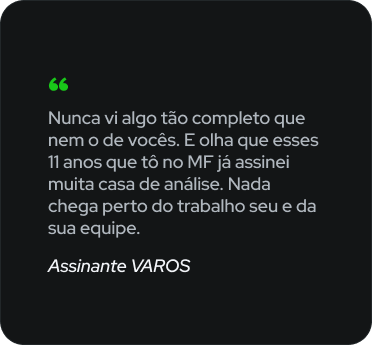 “
Nunca vi algo tão completo que
nem o de vocês. E olha que esses
11 anos que tô no MF já assinei
muita casa de análise. Nada
chega perto do trabalho seu e da
sua equipe.
Assinante VAROS